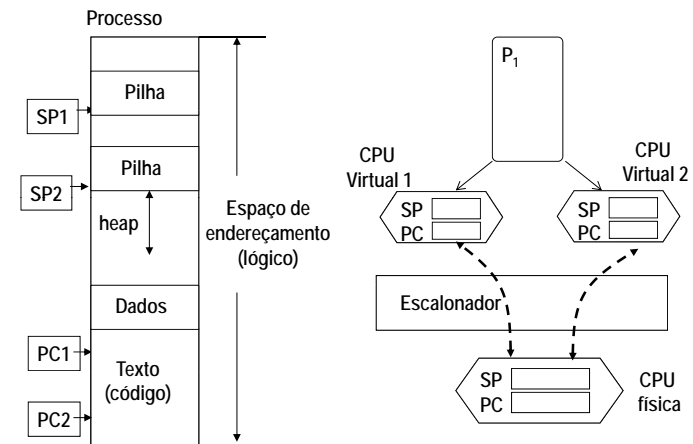 Processo
Pilha
SP1
Pilha
SP2
heap
Espaço de
endereçamento
(lógico)
Dados
PC1
Texto
(código)
PC2
P1
CPU
Virtual 1
CPU
Virtual 2
SP
PC
SP
PC
Escalonador
SP
PC
CPU
física